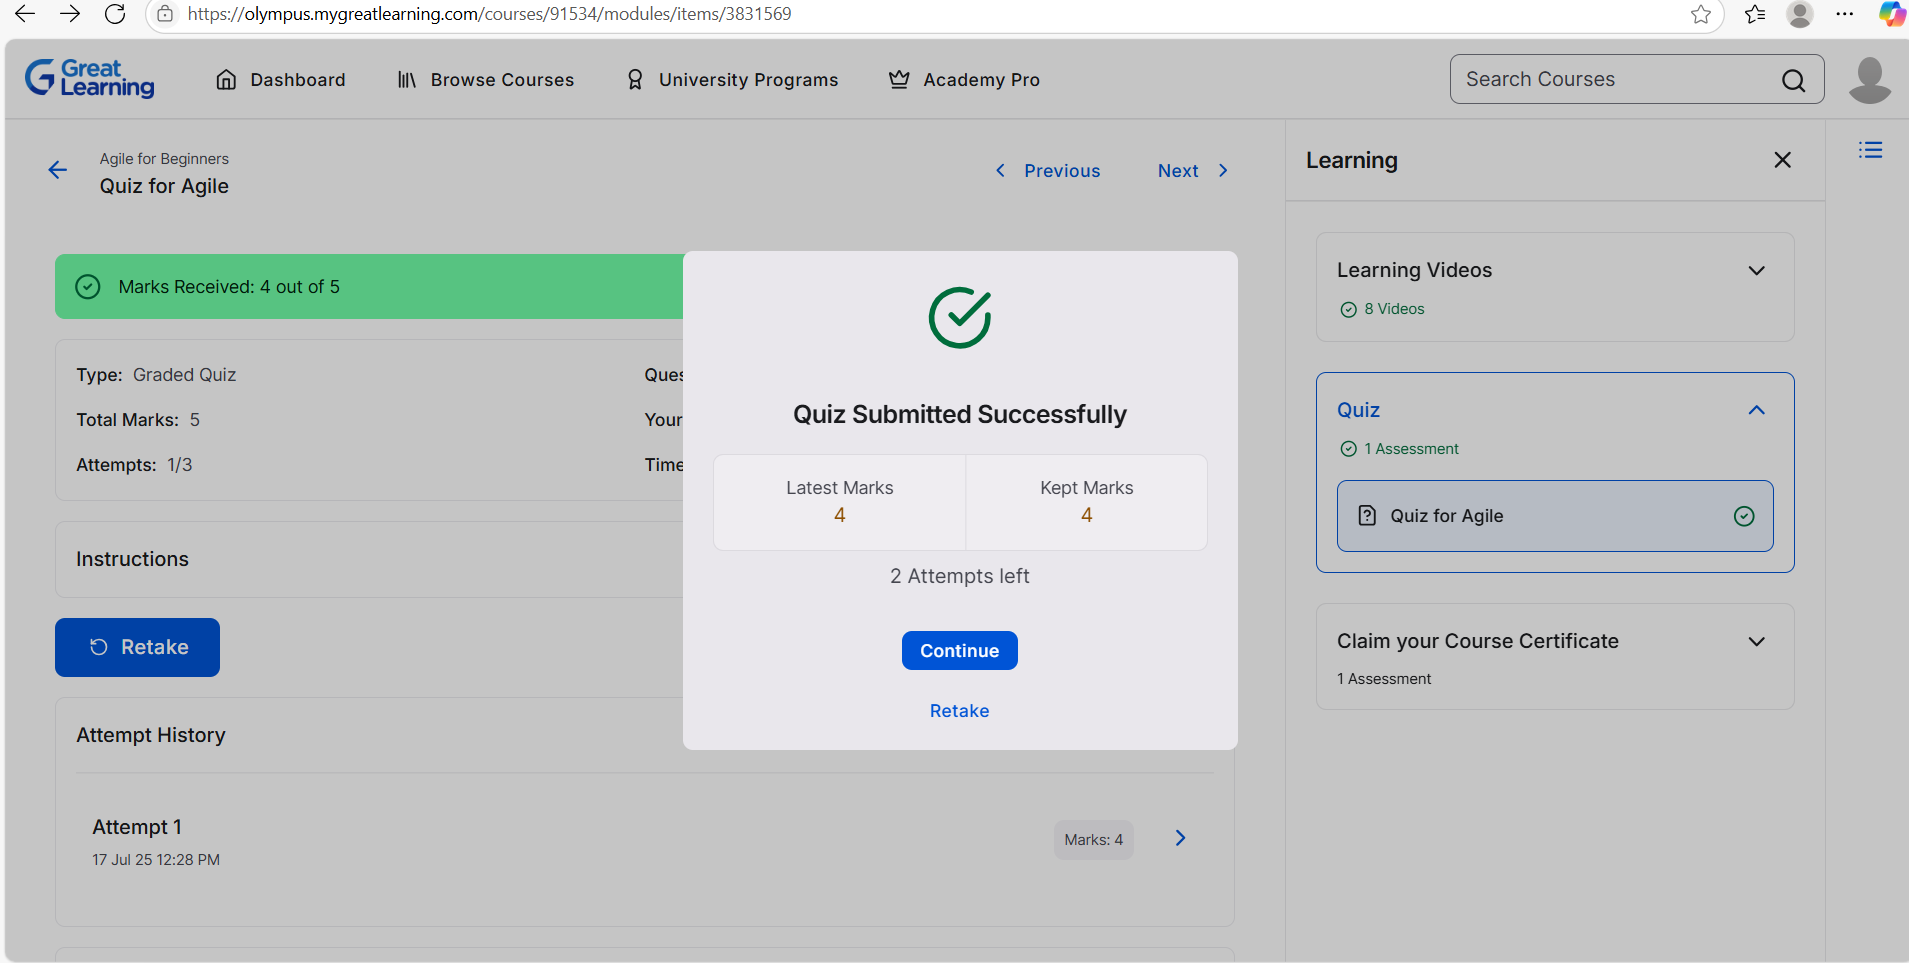 https://olympus.mygreatlearning.com/courses/91534/modules/items/3831569
Great Learning
Dashboard
Browse Courses
University Programs
Academy Pro
Search Courses
Agile for Beginners
Quiz for Agile
Previous
Next
Marks Received: 4 out of 5
Type: Graded Quiz
Ques
Total Marks: 5
Your
Attempts: 1/3
Time
Instructions
Retake
Attempt History
Attempt 1
17 Jul 25 12:28 PM
Marks: 4
Quiz Submitted Successfully
Latest Marks
4
Kept Marks
4
2 Attempts left
Continue
Retake
Learning
Learning Videos
8 Videos
Quiz
1 Assessment
Quiz for Agile
Claim your Course Certificate
1 Assessment